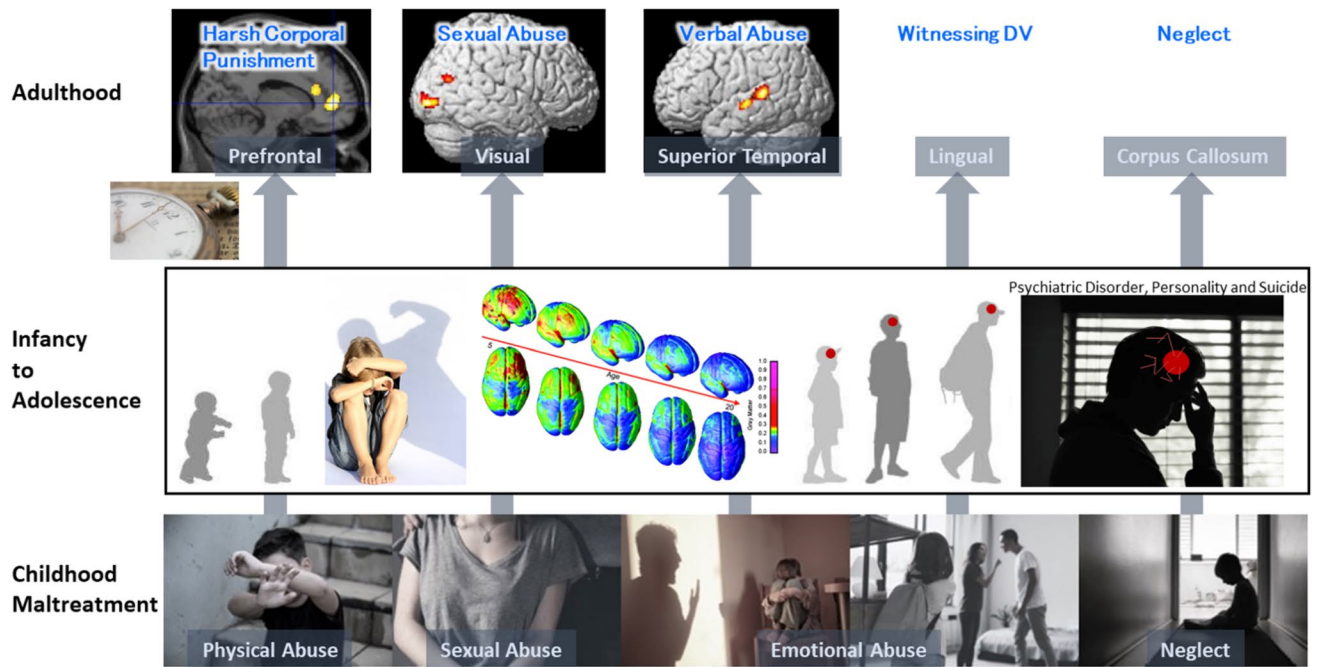 Adulthood
Harsh Corporal
Punishment
Sexual Abuse
Verbal Abuse
Witnessing DV
Neglect
Prefrontal
Visual
Superior Temporal
Lingual
Corpus Callosum
Infancy
to
Adolescence
5
Age
20
Gray Matter
1.0
0.9
0.8
0.7
0.6
0.5
0.4
0.3
0.2
0.1
0.0
Psychiatric Disorder, Personality and Suicide
Childhood
Maltreatment
Physical Abuse
Sexual Abuse
Emotional Abuse
Neglect